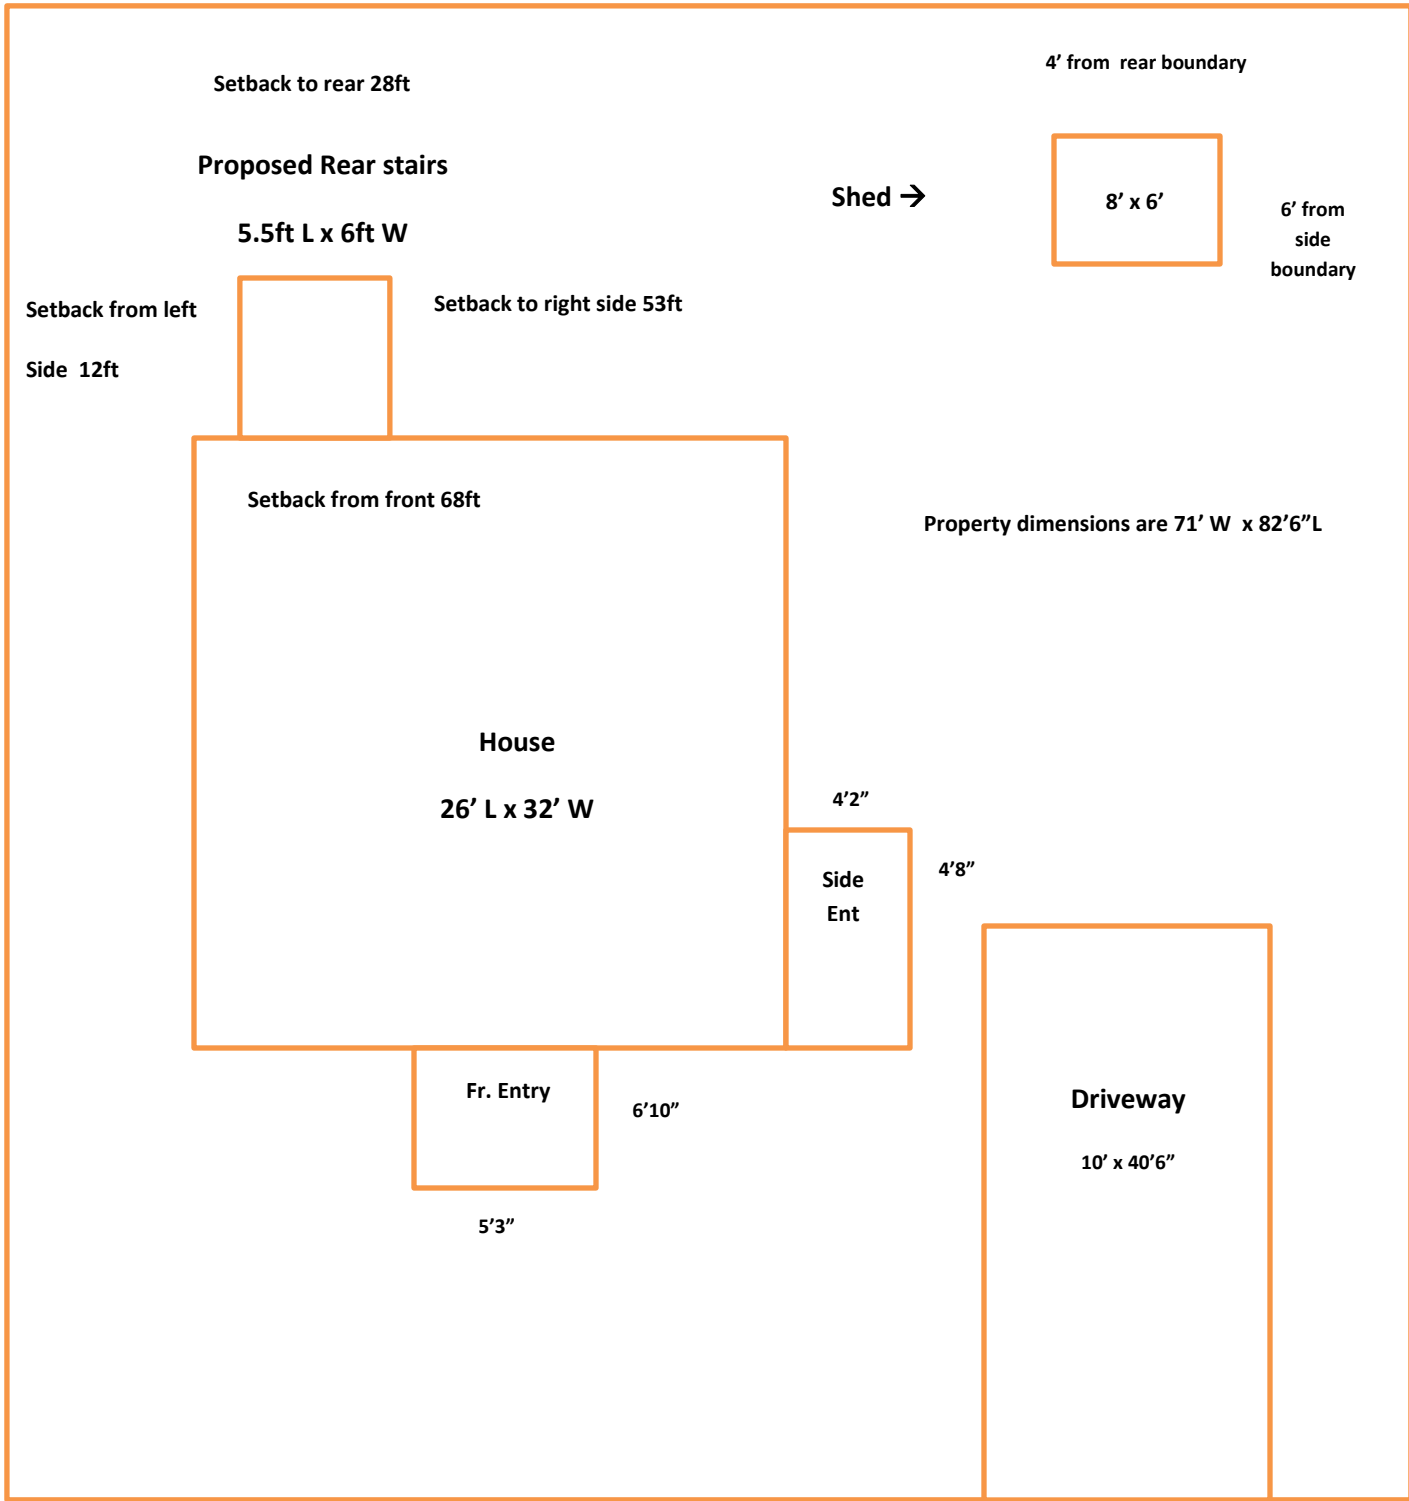 4’ from rear boundary
Setback to rear 28ft
Proposed Rear stairs
5.5ft L x 6ft W
Shed →
8’ x 6’
6’ from
side
boundary
Setback from left
Side 12ft
Setback to right side 53ft
Setback from front 68ft
Property dimensions are 71’ W x 82’6”L
House
26’ L x 32’ W
4’2”
4’8”
Side
Ent
Fr. Entry
6’10”
5’3”
Driveway
10’ x 40’6”